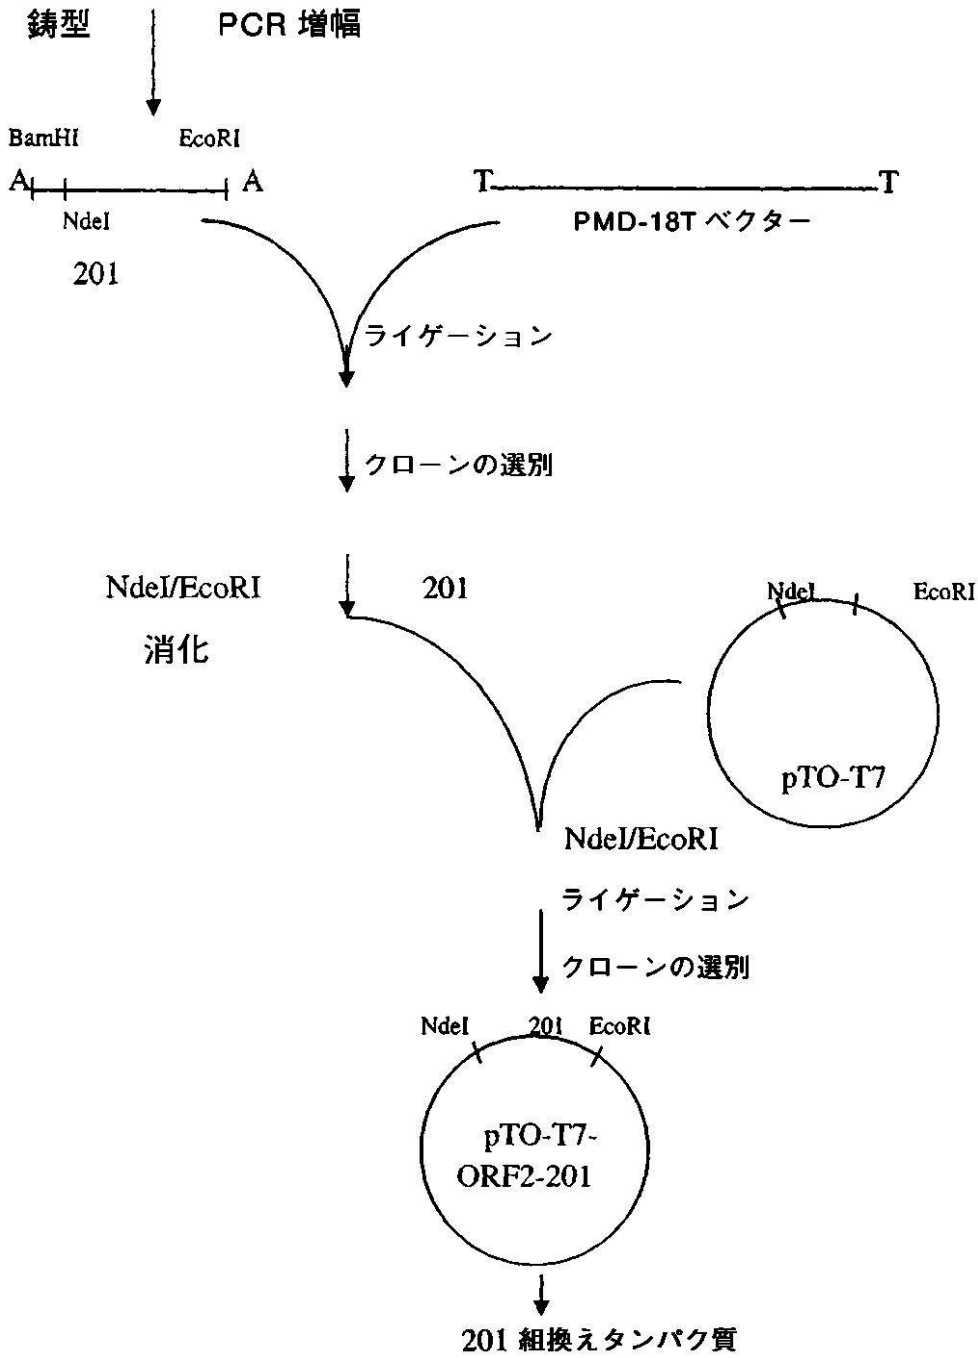 鋳型 PCR 増幅
BamHI EcoRI
A A T T
NdeI PMD-18T ベクター
201
ライゲーション
クローンの選別
NdeI/EcoRI 201
消化
NdeI EcoRI
pTO-T7
NdeI/EcoRI
ライゲーション
クローンの選別
NdeI 201 EcoRI
pTO-T7-
ORF2-201
201 組換えタンパク質